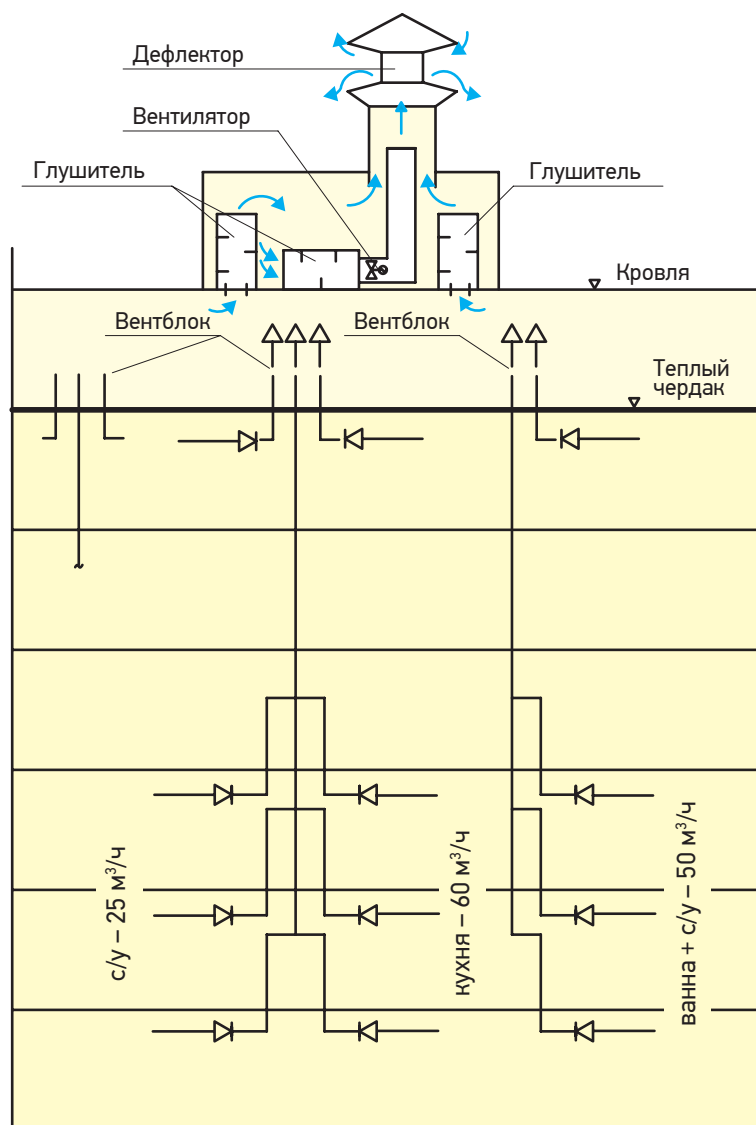 Дефлектор
Вентилятор
Глушитель
Глушитель
Кровля
Вентблок
Вентблок
Теплый
чердак
с/у – 25 м³/ч
кухня – 60 м³/ч
ванна + с/у – 50 м³/ч